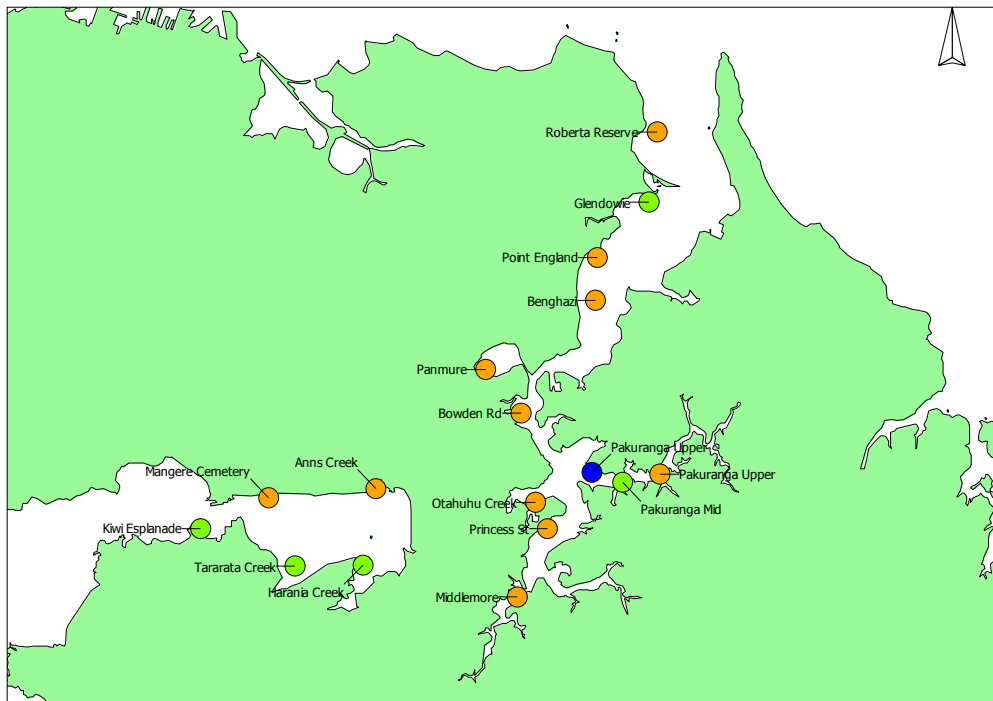 Roberta Reserve
Glendowie
Point England
Benghazi
Panmure
Bowden Rd
Pakuranga Upper
Anns Creek
Mangere Cemetery
Pakuranga Upper
Otahuhu Creek
Pakuranga Mid
Kiwi Esplanade
Princess St
Tararata Creek
Harania Creek
Middlemore